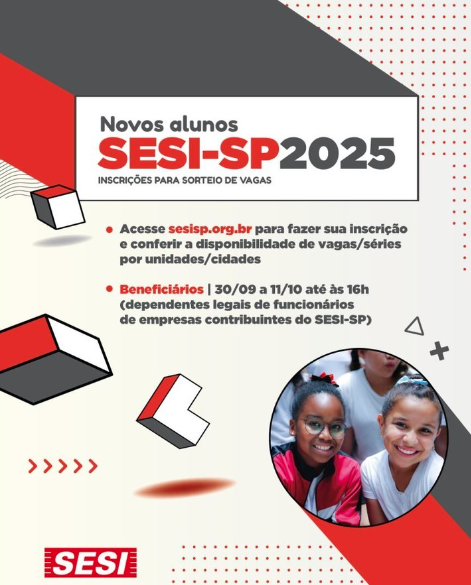 Novos alunos
SESI-SP2025
INSCRIÇÕES PARA SORTEIO DE VAGAS
Acesse sesisp.org.br para fazer sua inscrição
e conferir a disponibilidade de vagas/séries
por unidades/cidades
Beneficiários | 30/09 a 11/10 até às 16h
(dependentes legais de funcionários
de empresas contribuintes do SESI-SP)
SESI